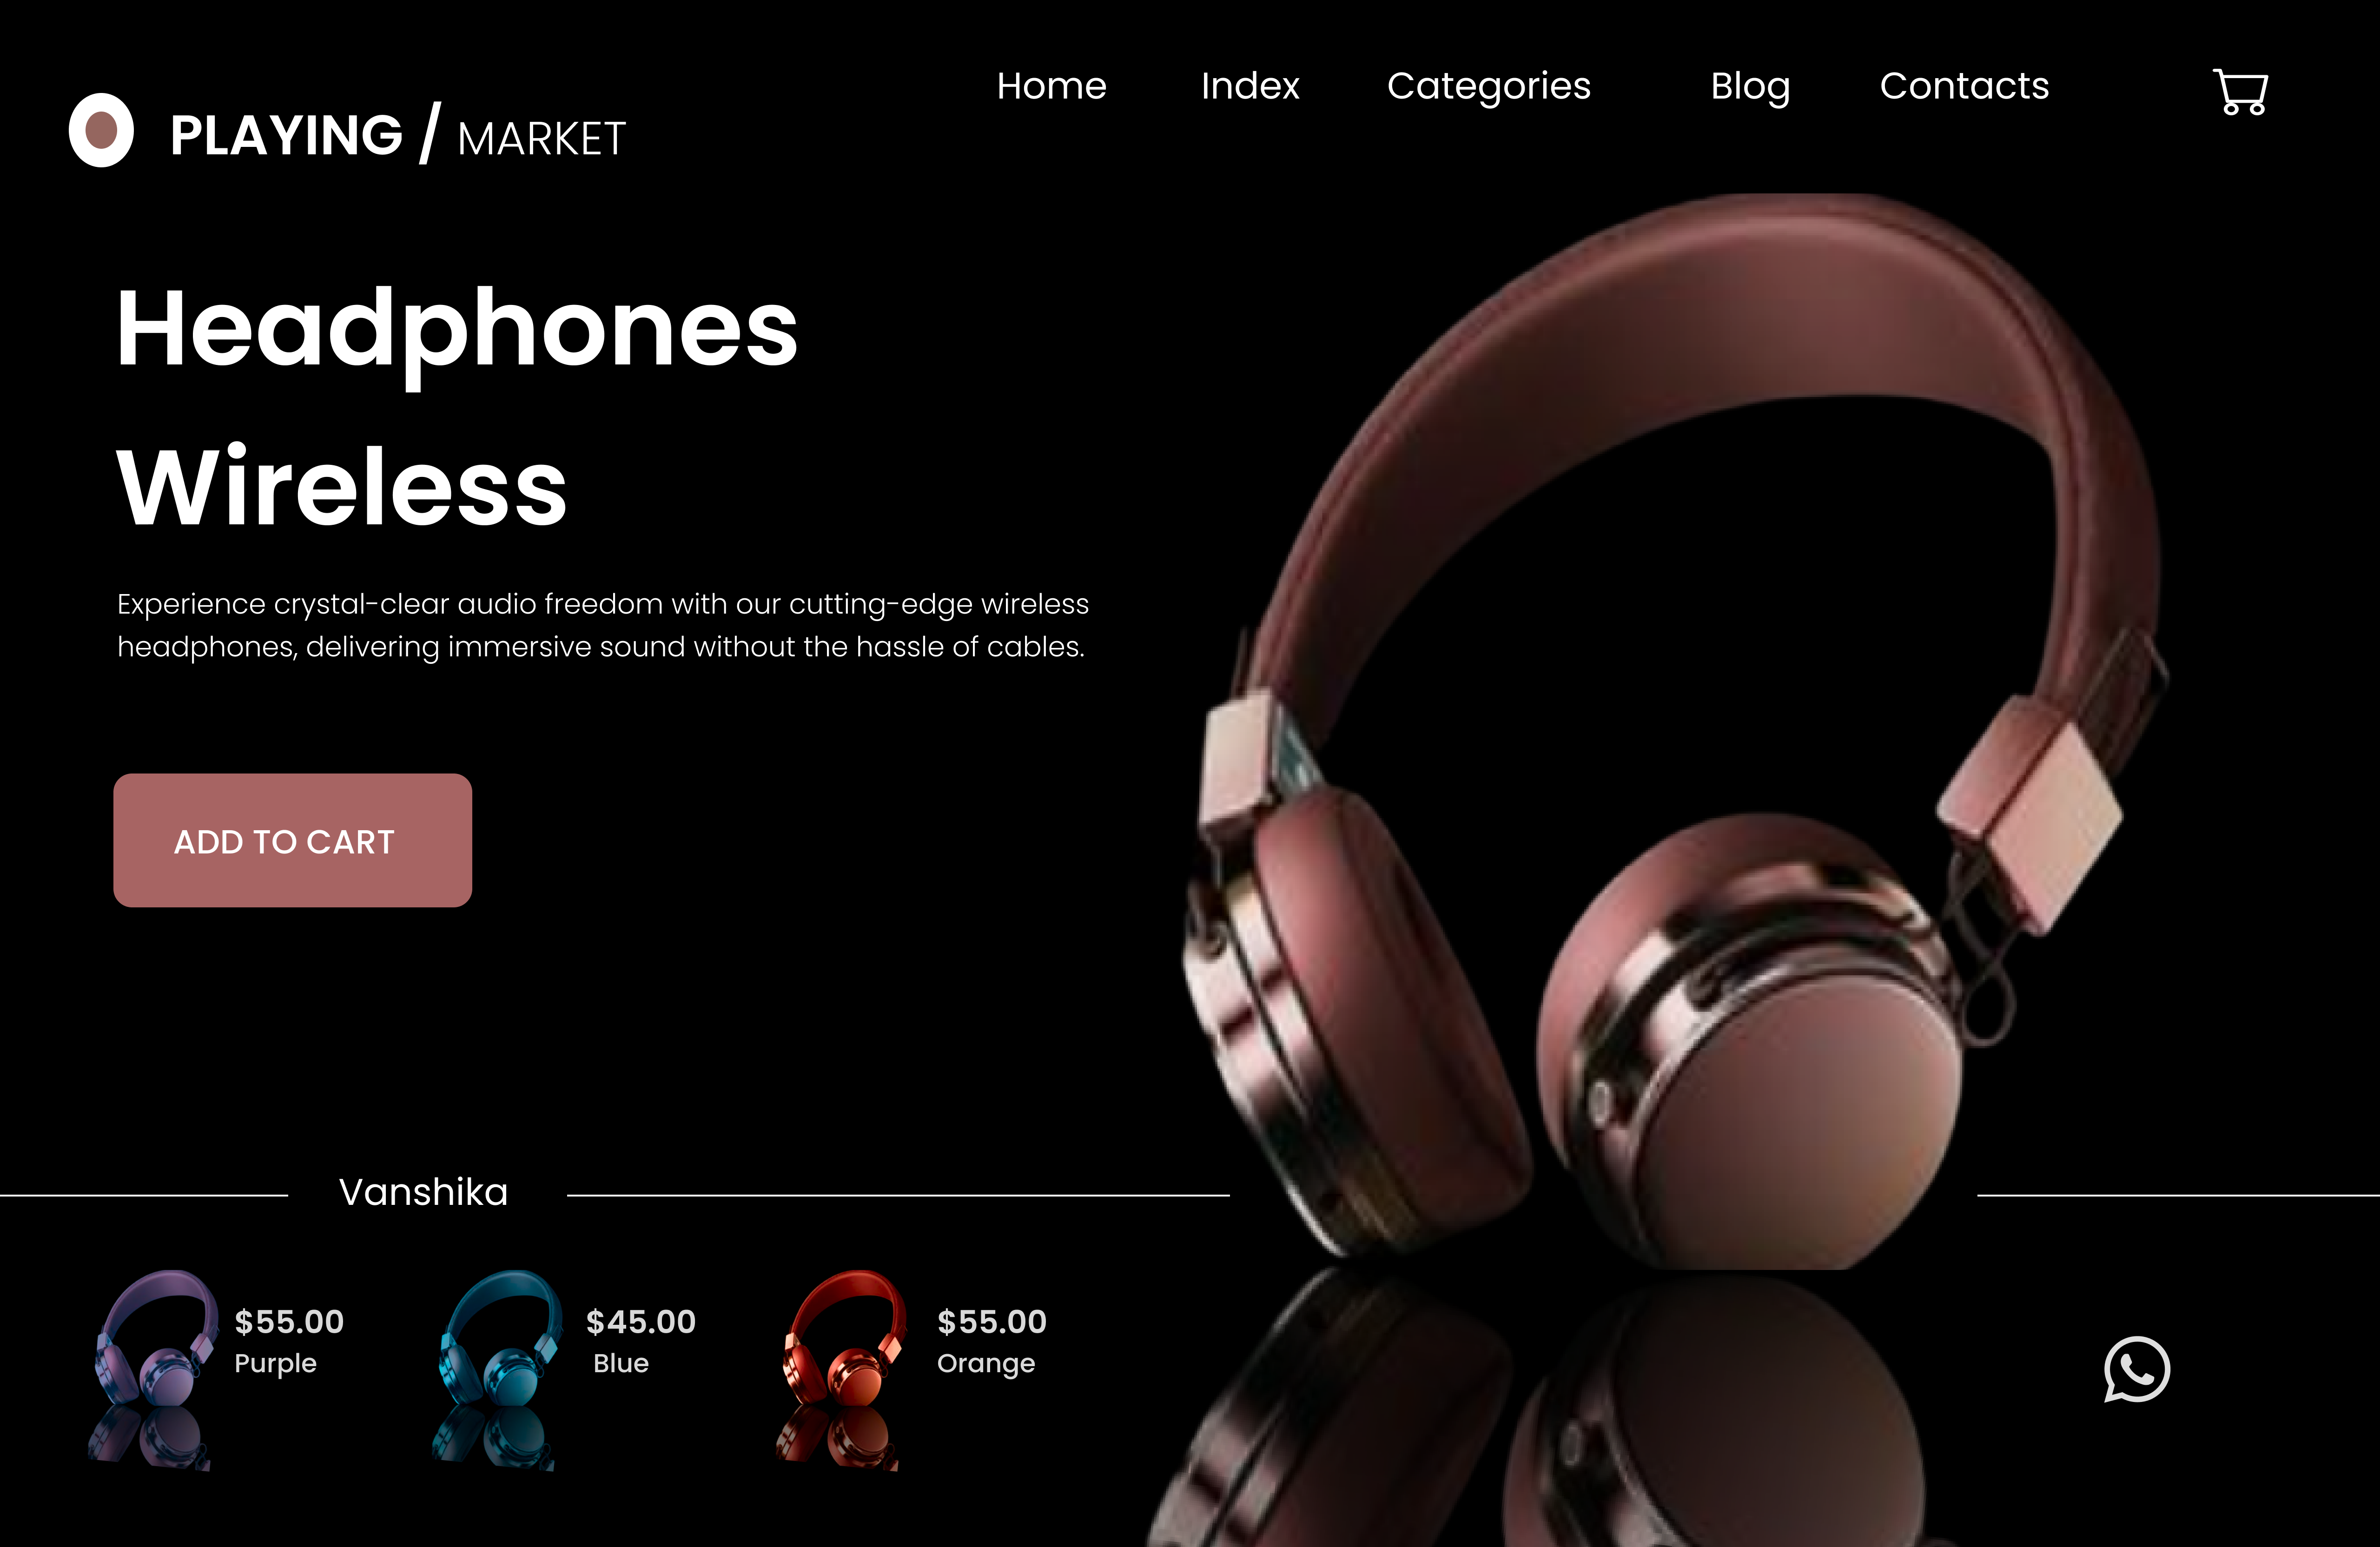 Home Index Categories Blog Contacts
PLAYING / MARKET
Headphones
Wireless
Experience crystal-clear audio freedom with our cutting-edge wireless
headphones, delivering immersive sound without the hassle of cables.
ADD TO CART
Vanshika
$55.00 $45.00 $55.00
Purple Blue Orange